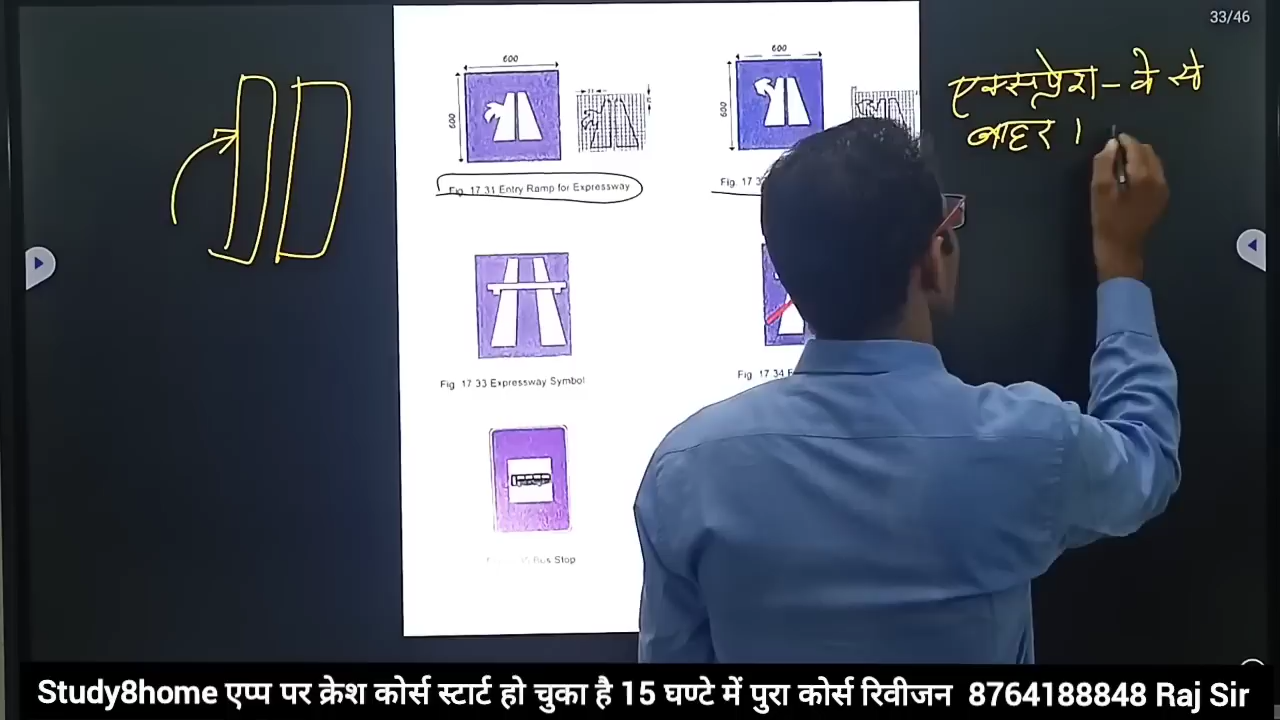 33/46
एक्सप्रेस - वे से
बाहर ।
600
600
600
600
Fig. 17.31 Entry Ramp for Expressway
Fig. 17.3
Fig 17 33 Expressway Symbol
Fig 17 34
Bus Stop
Study8home एप्प पर क्रेश कोर्स स्टार्ट हो चुका है 15 घण्टे में पुरा कोर्स रिवीजन 8764188848 Raj Sir